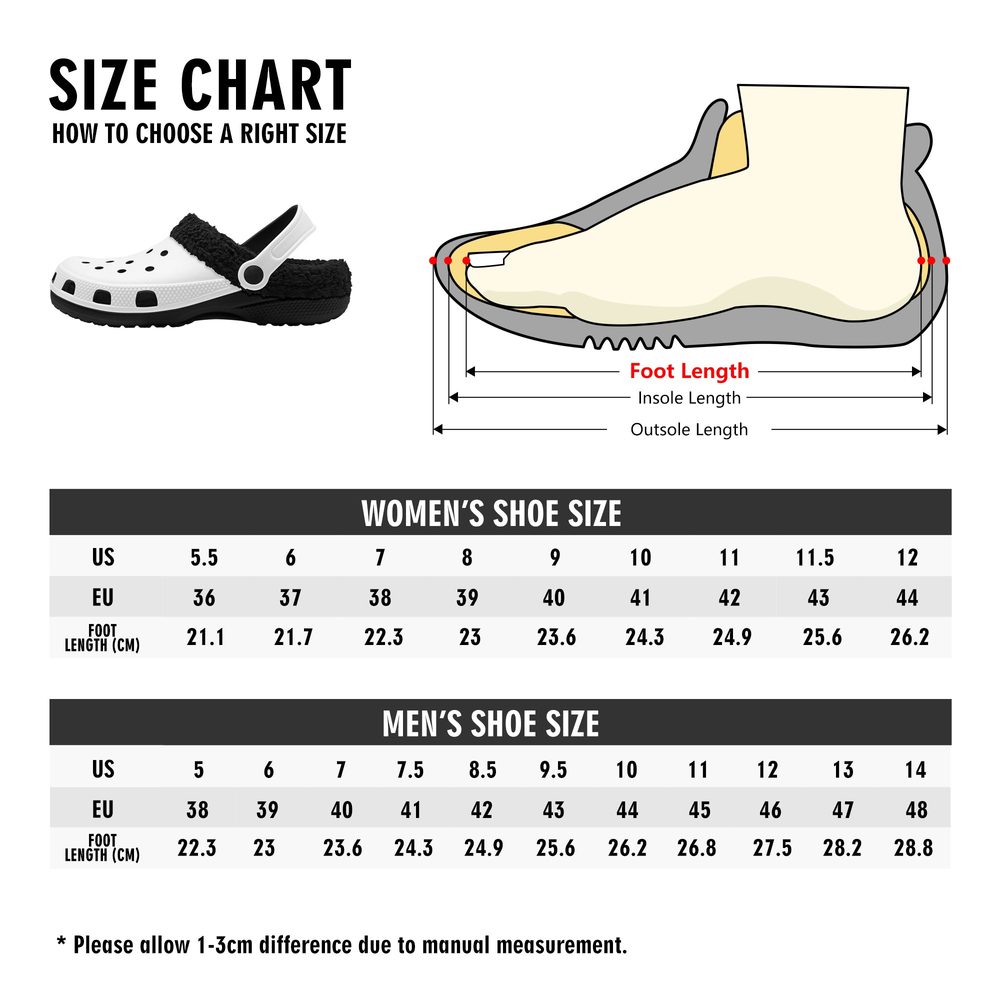 SIZE CHART
HOW TO CHOOSE A RIGHT SIZE
Foot Length
Insole Length
Outsole Length
WOMEN'S SHOE SIZE
US 5.5 6 7 8 9 10 11 11.5 12
EU 36 37 38 39 40 41 42 43 44
FOOT
LENGTH (CM) 21.1 21.7 22.3 23 23.6 24.3 24.9 25.6 26.2
MEN'S SHOE SIZE
US 5 6 7 7.5 8.5 9.5 10 11 12 13 14
EU 38 39 40 41 42 43 44 45 46 47 48
FOOT
LENGTH (CM) 22.3 23 23.6 24.3 24.9 25.6 26.2 26.8 27.5 28.2 28.8
* Please allow 1-3cm difference due to manual measurement.